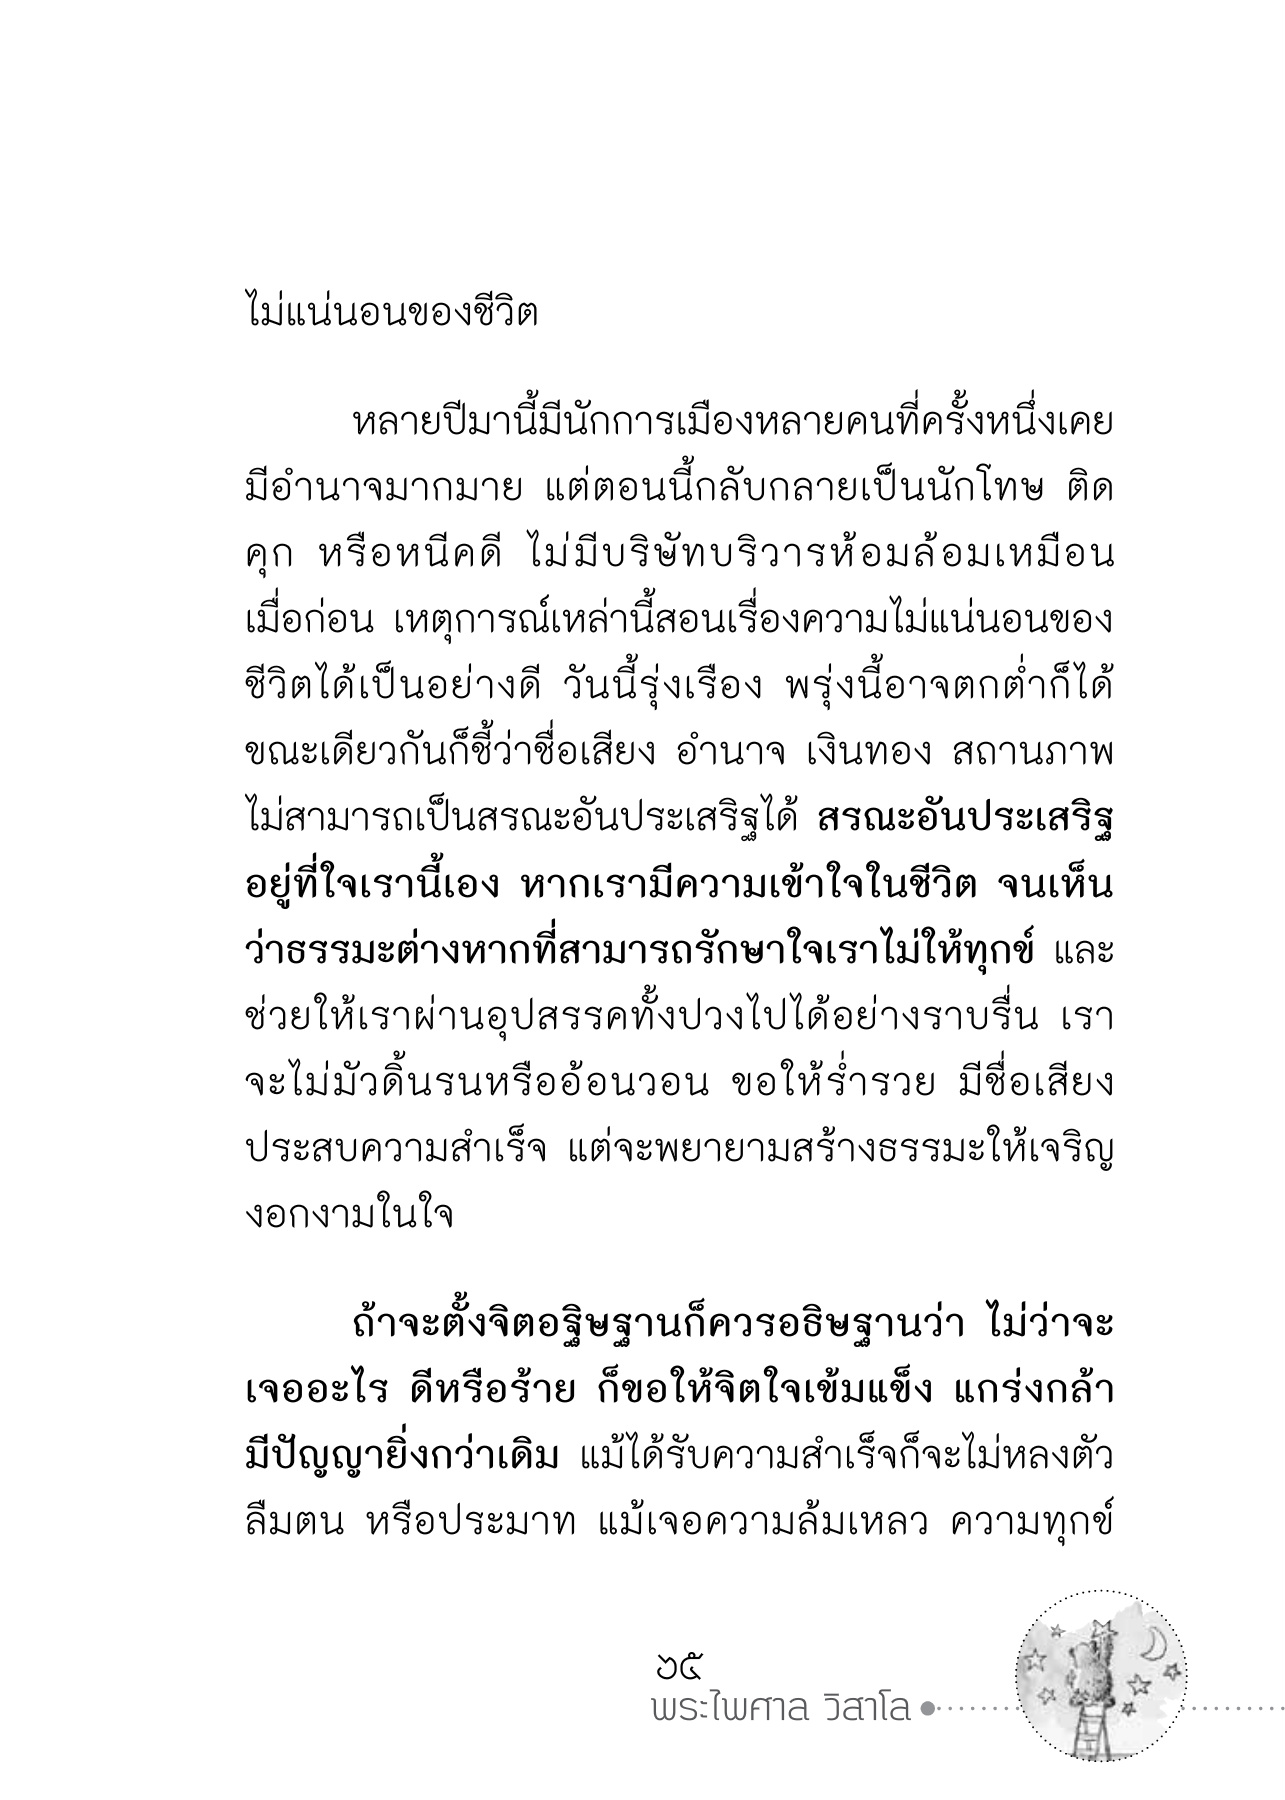 ไม่แน่นอนของชีวิต
หลายปีมานี้มีนักการเมืองหลายคนที่ครั้งหนึ่งเคย
มีอำนาจมากมาย แต่ตอนนี้กลับกลายเป็นนักโทษ ติด
คุก หรือหนีคดี ไม่มีบริษัทบริวารห้อมล้อมเหมือน
เมื่อก่อน เหตุการณ์เหล่านี้สอนเรื่องความไม่แน่นอนของ
ชีวิตได้เป็นอย่างดี วันนี้รุ่งเรือง พรุ่งนี้อาจตกต่ำก็ได้
ขณะเดียวกันก็ชี้ว่าชื่อเสียง อำนาจ เงินทอง สถานภาพ
ไม่สามารถเป็นสรณะอันประเสริฐได้ สรณะอันประเสริฐ
อยู่ที่ใจเรานี้เอง หากเรามีความเข้าใจในชีวิต จนเห็น
ว่าธรรมะต่างหากที่สามารถรักษาใจเราไม่ให้ทุกข์ และ
ช่วยให้เราผ่านอุปสรรคทั้งปวงไปได้อย่างราบรื่น เรา
จะไม่มัวดิ้นรนหรืออ้อนวอน ขอให้ร่ำรวย มีชื่อเสียง
ประสบความสำเร็จ แต่จะพยายามสร้างธรรมะให้เจริญ
งอกงามในใจ
ถ้าจะตั้งจิตอฐิษฐานก็ควรอธิษฐานว่า ไม่ว่าจะ
เจออะไร ดีหรือร้าย ก็ขอให้จิตใจเข้มแข็ง แกร่งกล้า
มีปัญญายิ่งกว่าเดิม แม้ได้รับความสำเร็จก็จะไม่หลงตัว
ลืมตน หรือประมาท แม้เจอความล้มเหลว ความทุกข์
๖๕
พระไพศาล วิสาโล